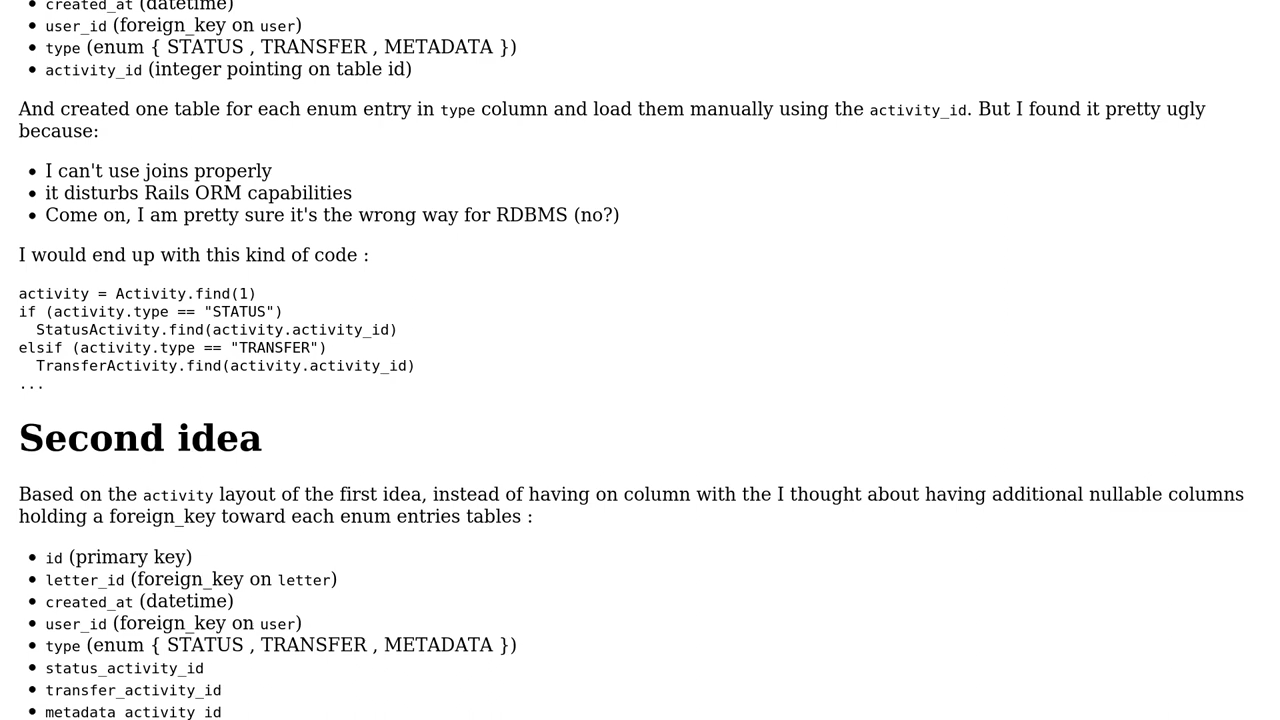 • created_at (datetime)
• user_id (foreign_key on user)
• type (enum { STATUS , TRANSFER , METADATA })
• activity_id (integer pointing on table id)
And created one table for each enum entry in type column and load them manually using the activity_id. But I found it pretty ugly
because:
• I can't use joins properly
• it disturbs Rails ORM capabilities
• Come on, I am pretty sure it's the wrong way for RDBMS (no?)
I would end up with this kind of code :
activity = Activity.find(1)
if (activity.type == "STATUS")
  StatusActivity.find(activity.activity_id)
elsif (activity.type == "TRANSFER")
  TransferActivity.find(activity.activity_id)
...
Second idea
Based on the activity layout of the first idea, instead of having on column with the I thought about having additional nullable columns
holding a foreign_key toward each enum entries tables :
• id (primary key)
• letter_id (foreign_key on letter)
• created_at (datetime)
• user_id (foreign_key on user)
• type (enum { STATUS , TRANSFER , METADATA })
• status_activity_id
• transfer_activity_id
• metadata_activity_id